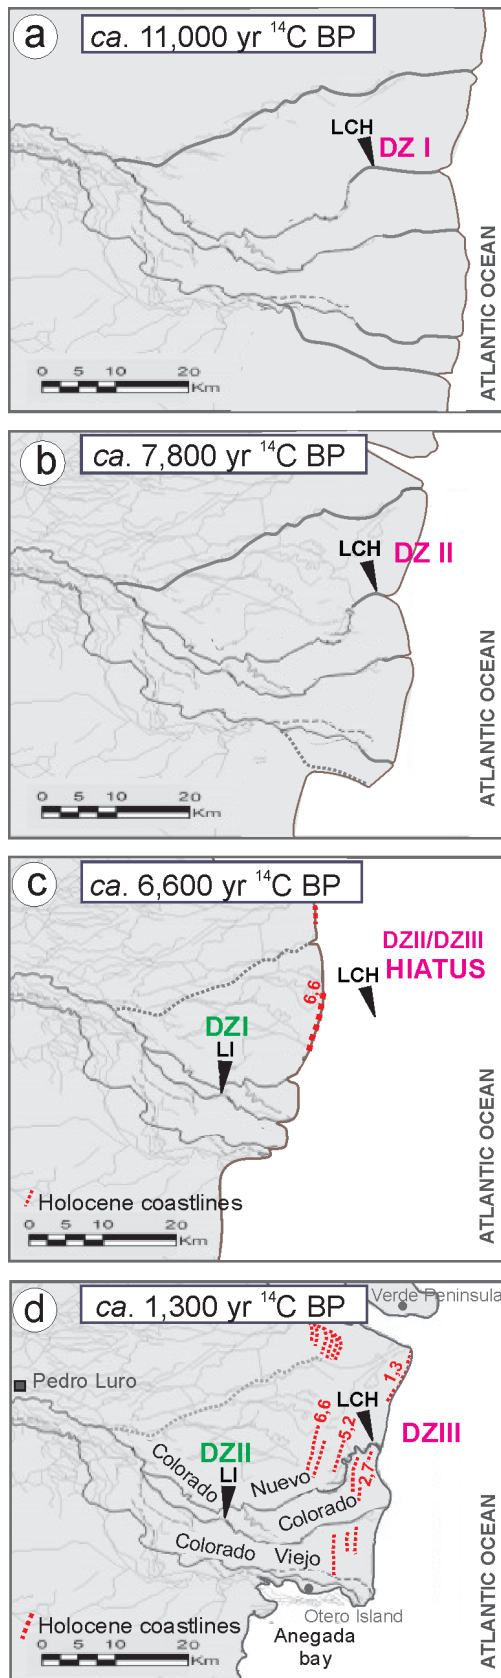 a
ca. 11,000 yr ¹⁴C BP
LCH
DZ I
ATLANTIC OCEAN
0 5 10 20
Km
b
ca. 7,800 yr ¹⁴C BP
LCH
DZ II
ATLANTIC OCEAN
0 5 10 20
Km
c
ca. 6,600 yr ¹⁴C BP
DZII/DZIII
HIATUS
LCH
6,6
DZI
LI
ATLANTIC OCEAN
Holocene coastlines
0 5 10 20
Km
d
ca. 1,300 yr ¹⁴C BP
Verde Peninsula
Pedro Luro
1,3
LCH
DZIII
6,6
5,2
DZII
LI
Colorado Nuevo
2,7
Colorado
Colorado Viejo
Otero Island
Anegada
bay
Holocene coastlines
0 5 10 20
Km
ATLANTIC OCEAN